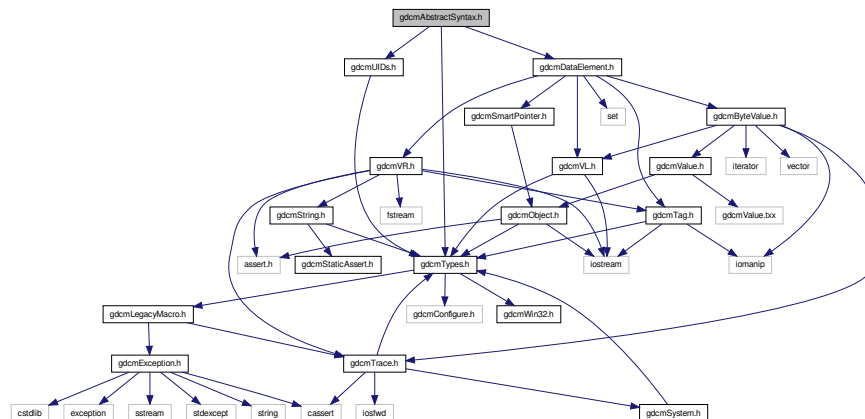 gdcmAbstractSyntax.h
gdcmUIDs.h
gdcmDataElement.h
gdcmSmartPointer.h
set
gdcmByteValue.h
gdcmVR.h
gdcmVL.h
gdcmValue.h
iterator
vector
gdcmString.h
fstream
gdcmObject.h
gdcmTag.h
gdcmValue.txx
assert.h
gdcmStaticAssert.h
gdcmTypes.h
iostream
iomanip
gdcmLegacyMacro.h
gdcmConfigure.h
gdcmWin32.h
gdcmException.h
gdcmTrace.h
cstdlib
exception
sstream
stdexcept
string
cassert
iosfwd
gdcmSystem.h